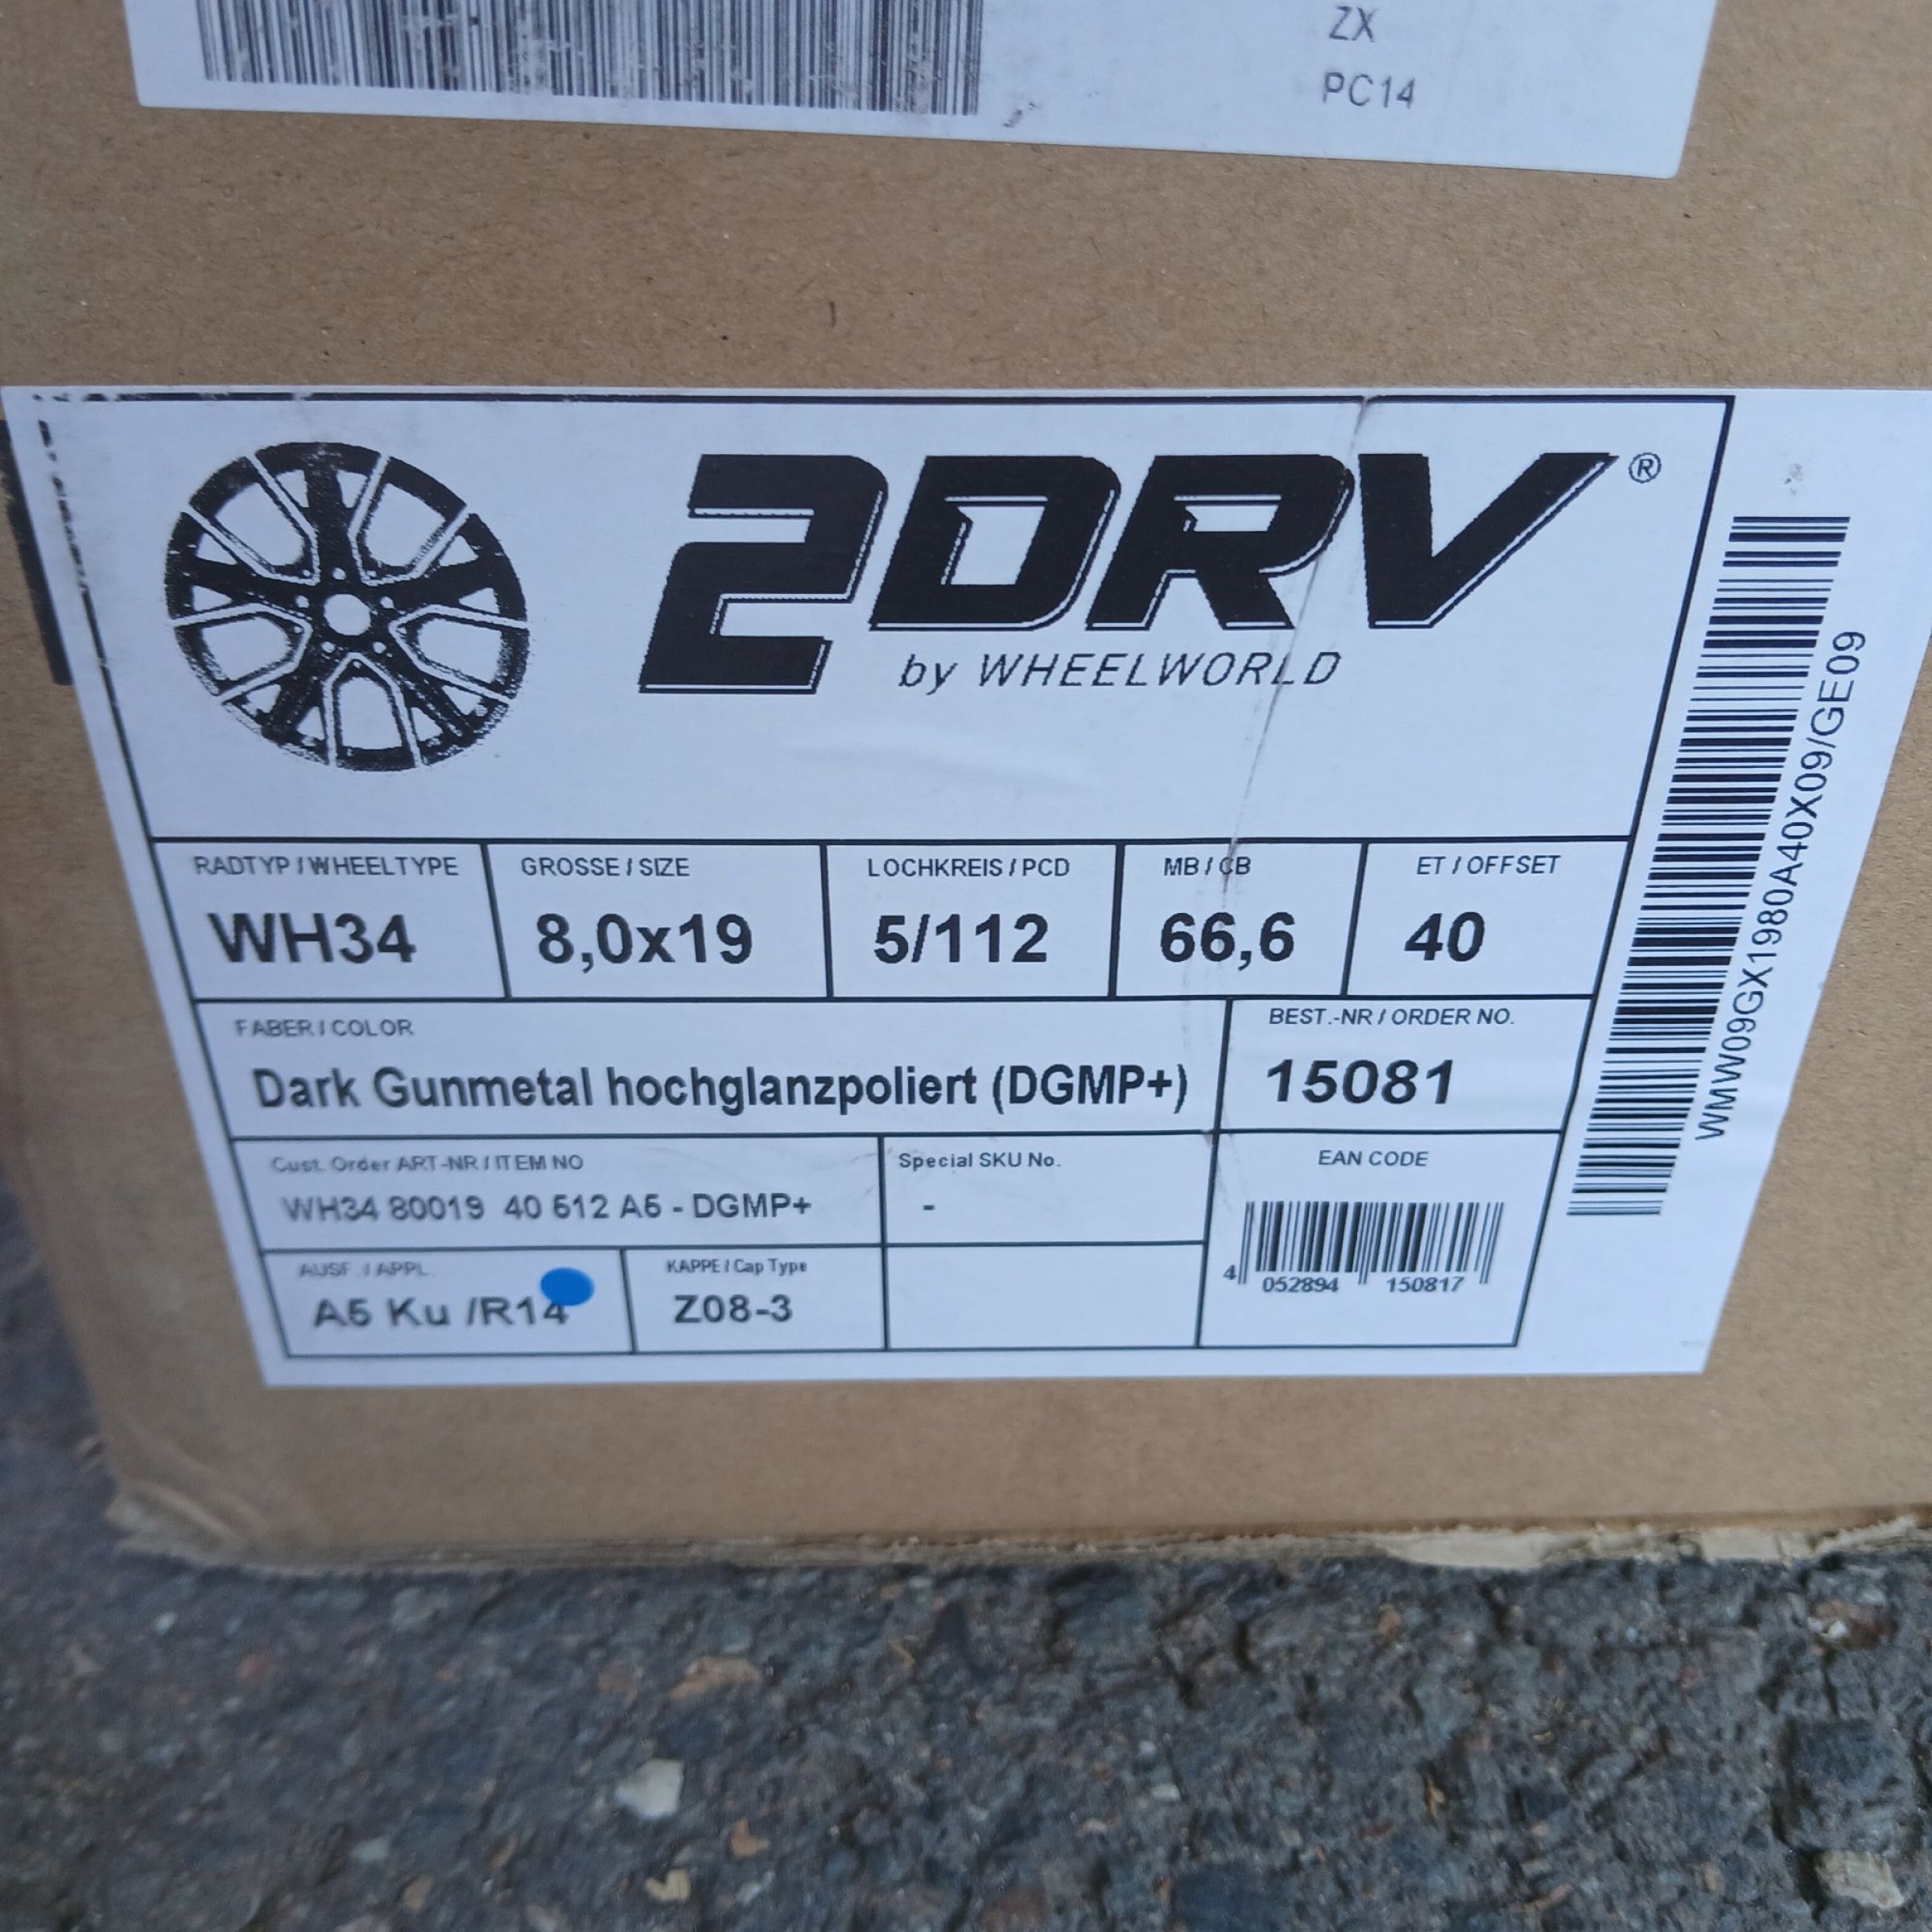 ZX
PC14
2DRV®
by WHEELWORLD
RADTYP / WHEELTYPE
WH34
GROSSE / SIZE
8,0x19
LOCHKREIS / PCD
5/112
MB / CB
66,6
ET / OFFSET
40
FABER / COLOR
Dark Gunmetal hochglanzpoliert (DGMP+)
BEST.-NR / ORDER NO.
15081
Cust. Order ART-NR / ITEM NO
WH34 80019 40 512 A5 - DGMP+
Special SKU No.
-
EAN CODE
4 052894 150817
AUSF. / APPL.
A5 Ku /R14
KAPPE / Cap Type
Z08-3
WMW09GX1980A40X09/GE09